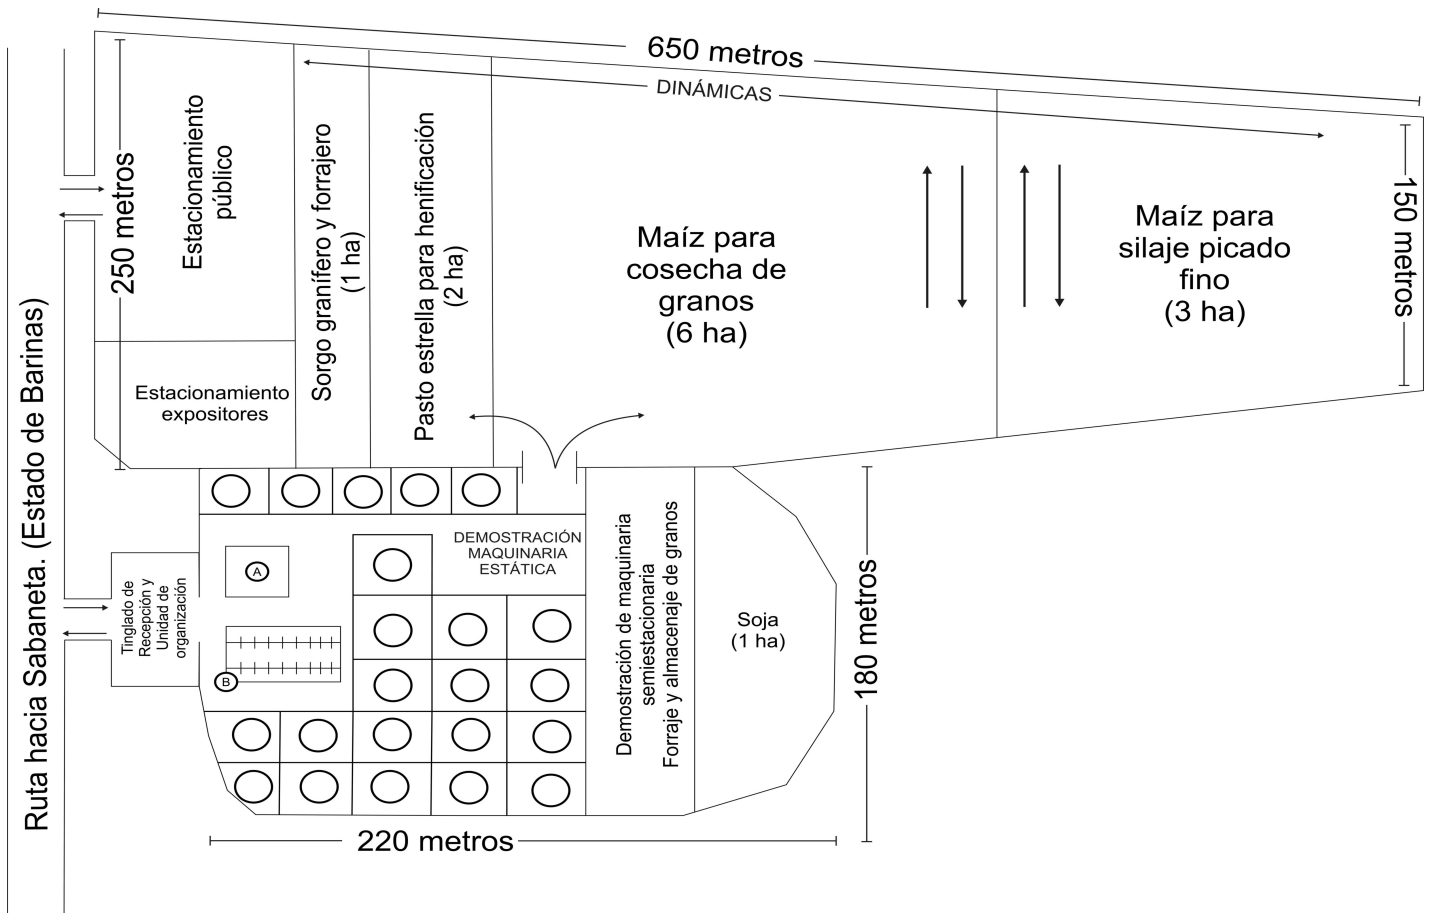 650 metros
DINÁMICAS
250 metros
Estacionamiento
público
Sorgo granífero y forrajero
(1 ha)
Pasto estrella para henificación
(2 ha)
Maíz para
cosecha de
granos
(6 ha)
Maíz para
silaje picado
fino
(3 ha)
150 metros
Estacionamiento
expositores
Ruta hacia Sabaneta. (Estado de Barinas)
Tinglado de
Recepción y
Unidad de
organización
A
B
DEMOSTRACIÓN
MAQUINARIA
ESTÁTICA
Demostración de maquinaria
semiestacionaria
Forraje y almacenaje de granos
Soja
(1 ha)
180 metros
220 metros